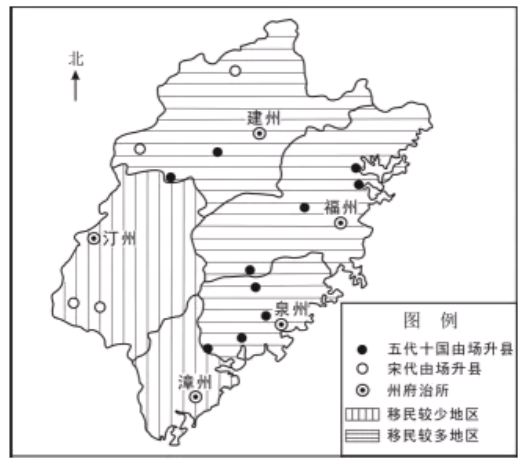 北
建州
福州
汀州
泉州
漳州
图 例
五代十国由场升县
宋代由场升县
州府治所
移民较少地区
移民较多地区